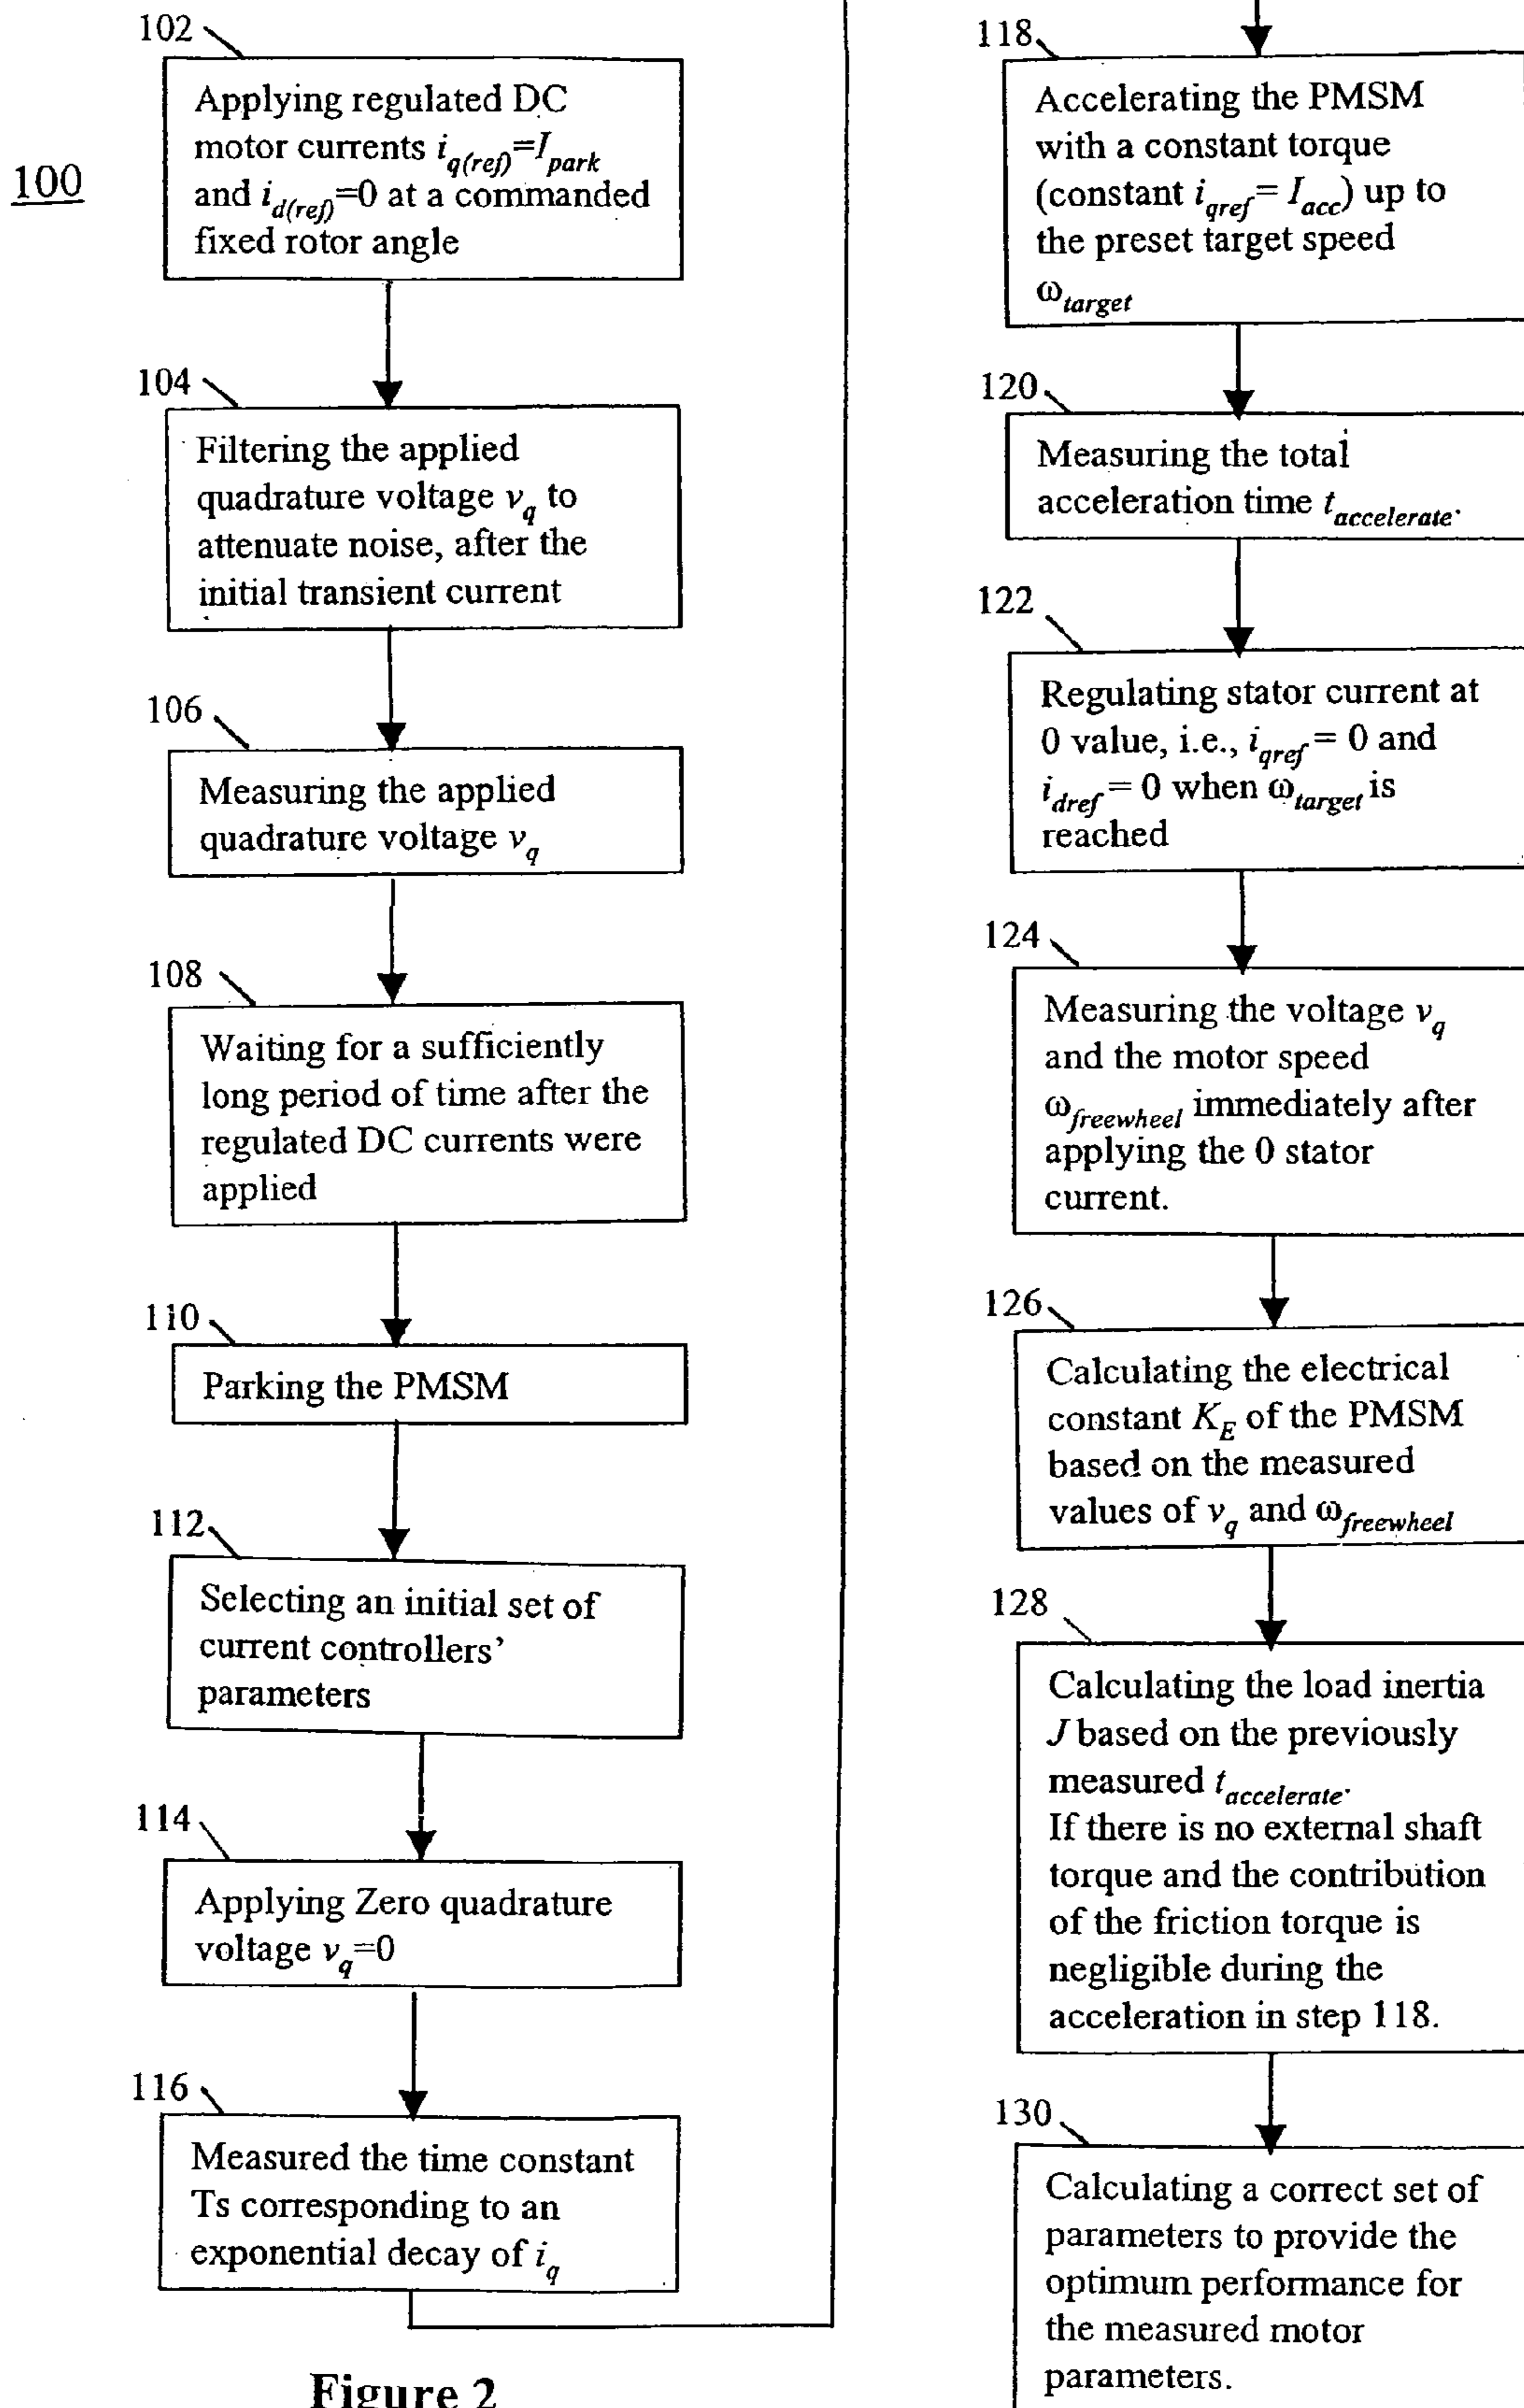 100
102
Applying regulated DC
motor currents i_q(ref)=I_park
and i_d(ref)=0 at a commanded
fixed rotor angle
104
Filtering the applied
quadrature voltage v_q to
attenuate noise, after the
initial transient current
106
Measuring the applied
quadrature voltage v_q
108
Waiting for a sufficiently
long period of time after the
regulated DC currents were
applied
110
Parking the PMSM
112
Selecting an initial set of
current controllers’
parameters
114
Applying Zero quadrature
voltage v_q=0
116
Measured the time constant
Ts corresponding to an
exponential decay of i_q
Figure 2
118
Accelerating the PMSM
with a constant torque
(constant i_qref= I_acc) up to
the preset target speed
ω_target
120
Measuring the total
acceleration time t_accelerate.
122
Regulating stator current at
0 value, i.e., i_qref= 0 and
i_dref= 0 when ω_target is
reached
124
Measuring the voltage v_q
and the motor speed
ω_freewheel immediately after
applying the 0 stator
current.
126
Calculating the electrical
constant K_E of the PMSM
based on the measured
values of v_q and ω_freewheel
128
Calculating the load inertia
J based on the previously
measured t_accelerate.
If there is no external shaft
torque and the contribution
of the friction torque is
negligible during the
acceleration in step 118.
130
Calculating a correct set of
parameters to provide the
optimum performance for
the measured motor
parameters.